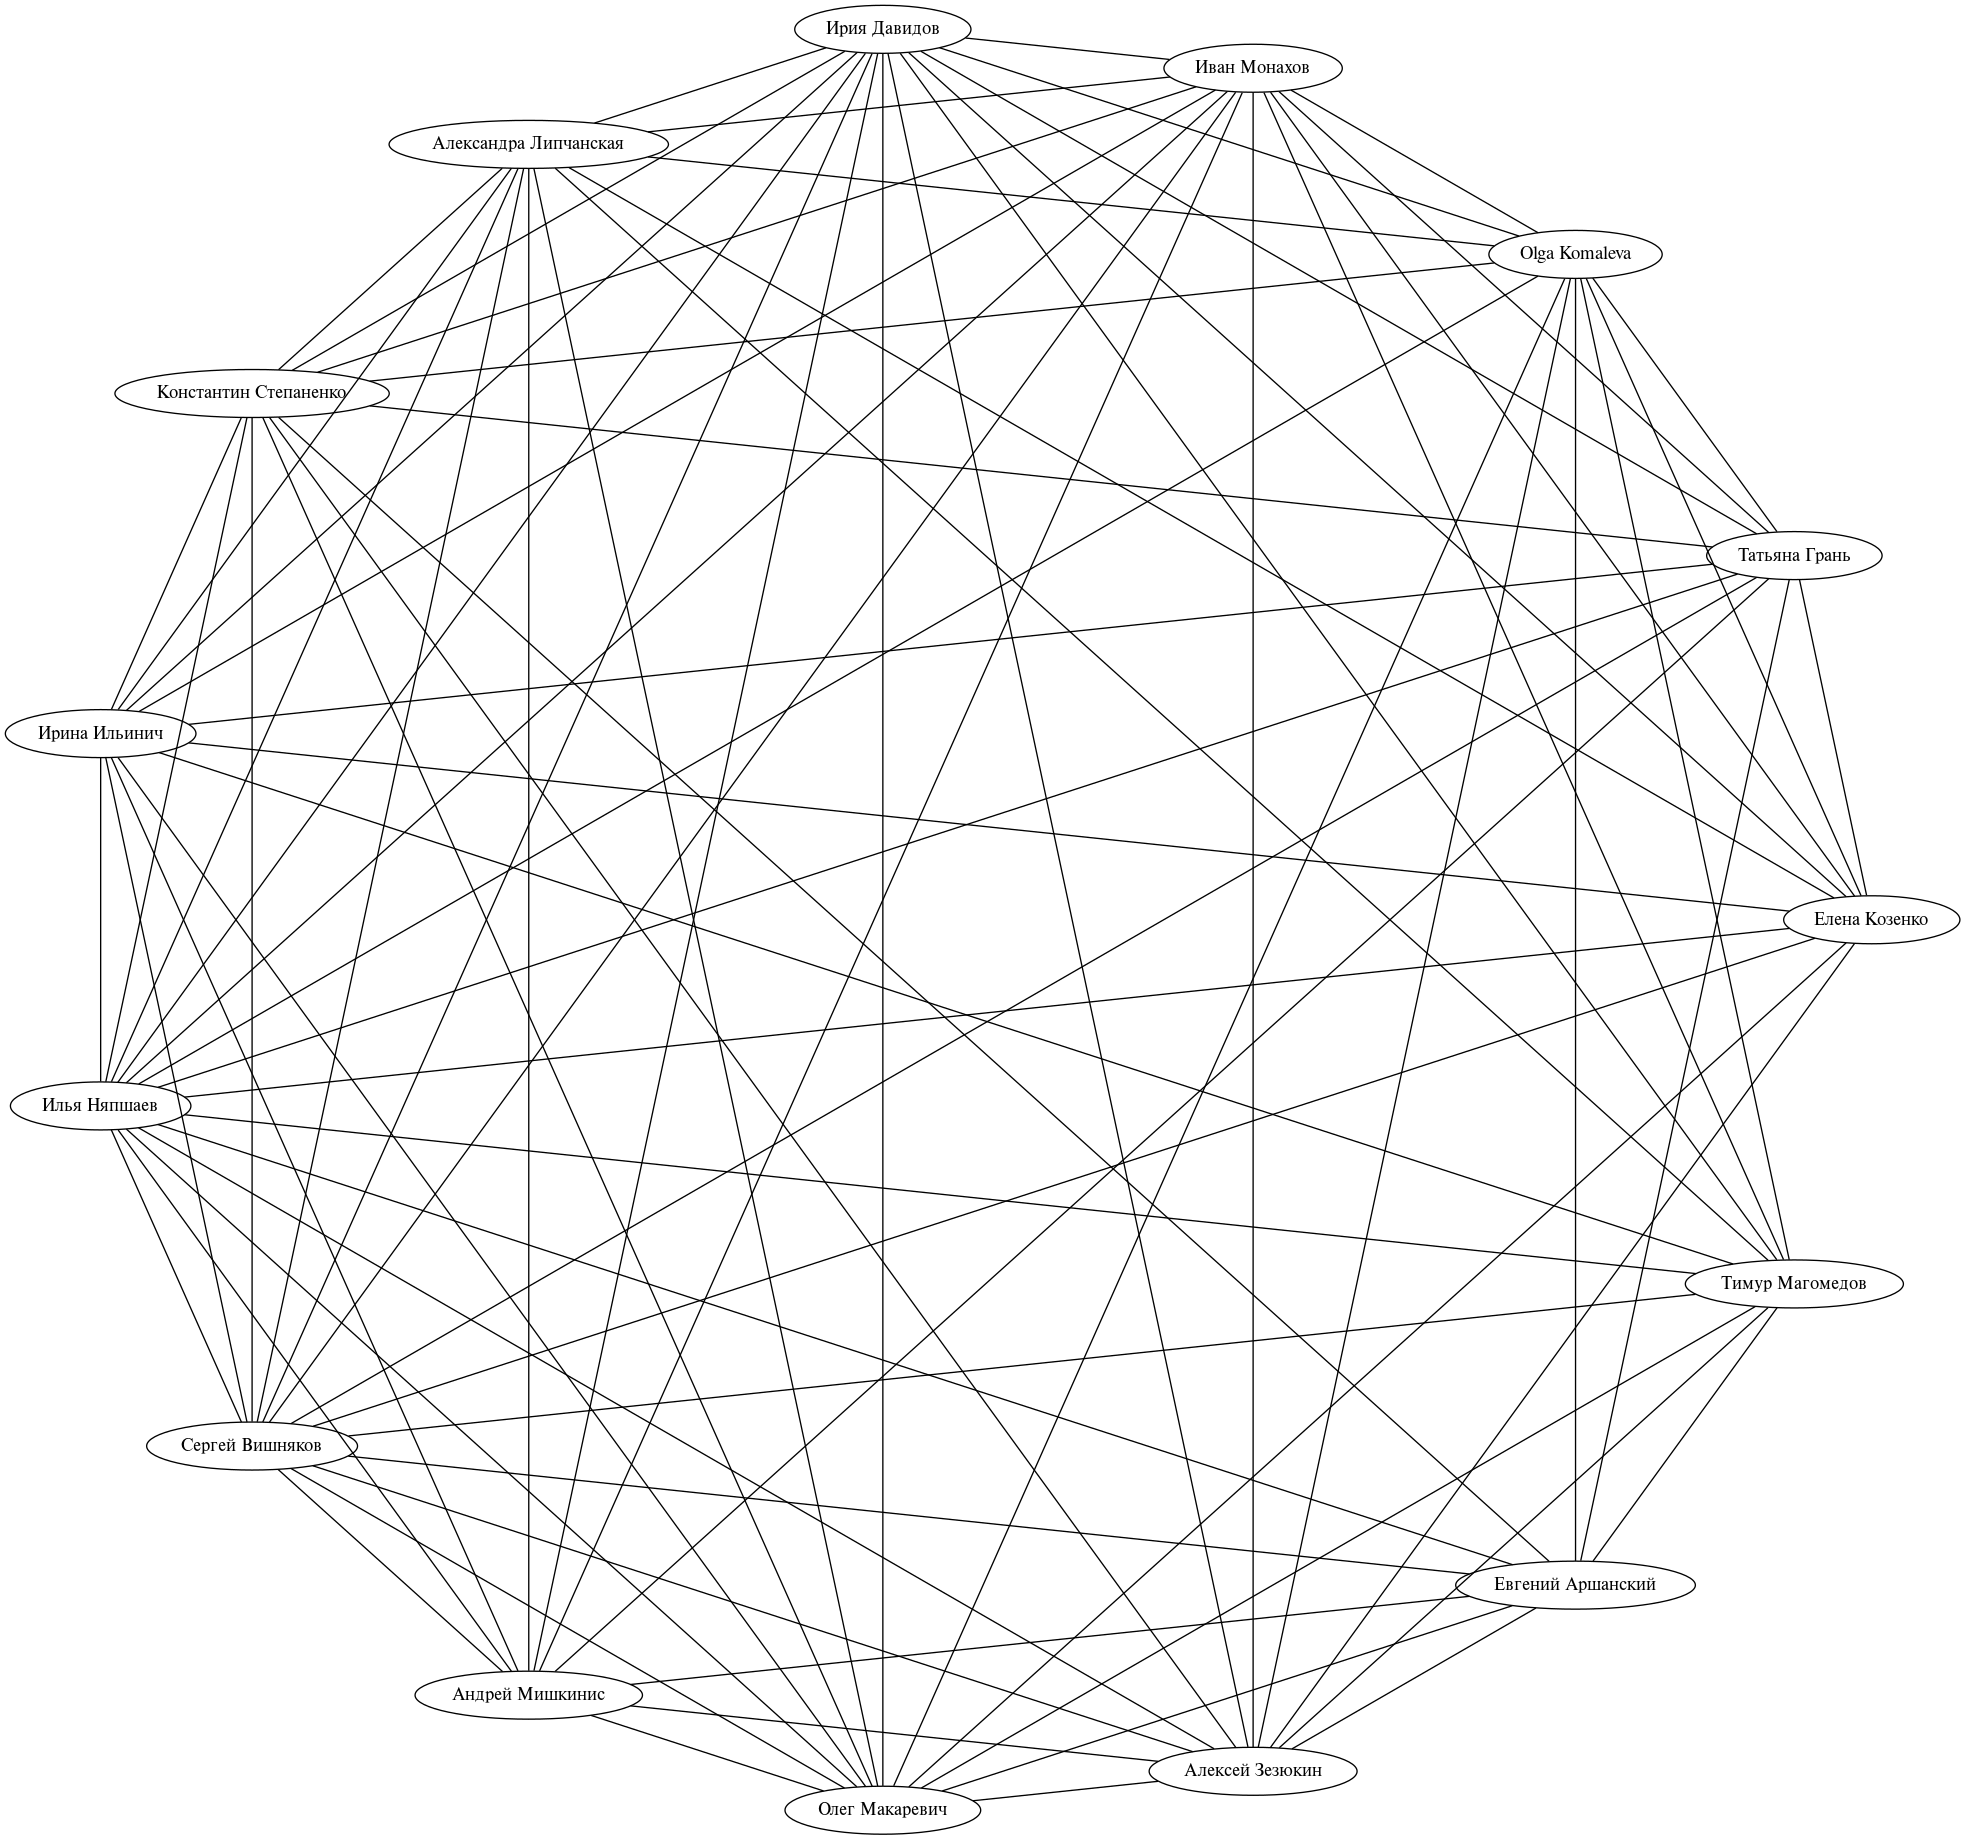 Ирия Давидов
Иван Монахов
Александра Липчанская
Olga Komaleva
Константин Степаненко
Татьяна Грань
Ирина Ильинич
Елена Козенко
Илья Няпшаев
Тимур Магомедов
Сергей Вишняков
Евгений Аршанский
Андрей Мишкинис
Алексей Зезюкин
Олег Макаревич